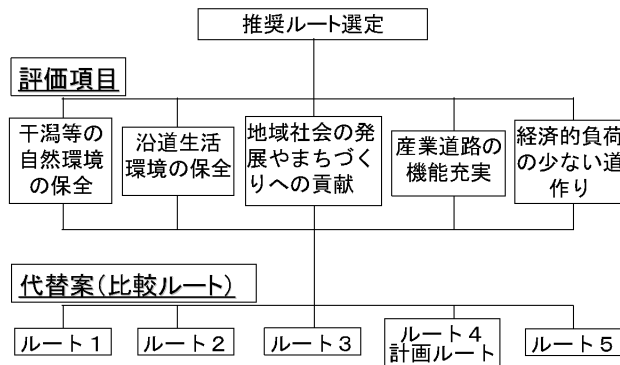 推奨ルート選定
評価項目
干潟等の
自然環境
の保全
沿道生活
環境の保全
地域社会の発
展やまちづく
りへの貢献
産業道路の
機能充実
経済的負荷
の少ない道
作り
代替案(比較ルート)
ルート1
ルート2
ルート3
ルート4
計画ルート
ルート5